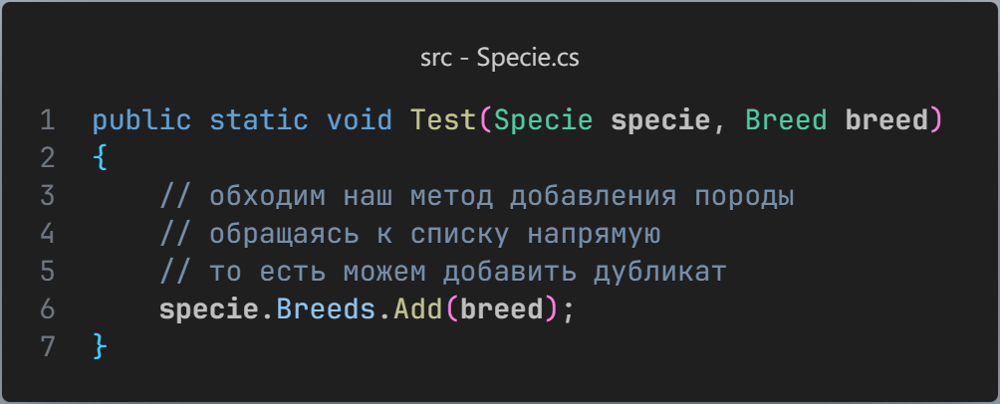 src - Specie.cs
1 public static void Test(Specie specie, Breed breed)
2 {
3     // обходим наш метод добавления породы
4     // обращаясь к списку напрямую
5     // то есть можем добавить дубликат
6     specie.Breeds.Add(breed);
7 }